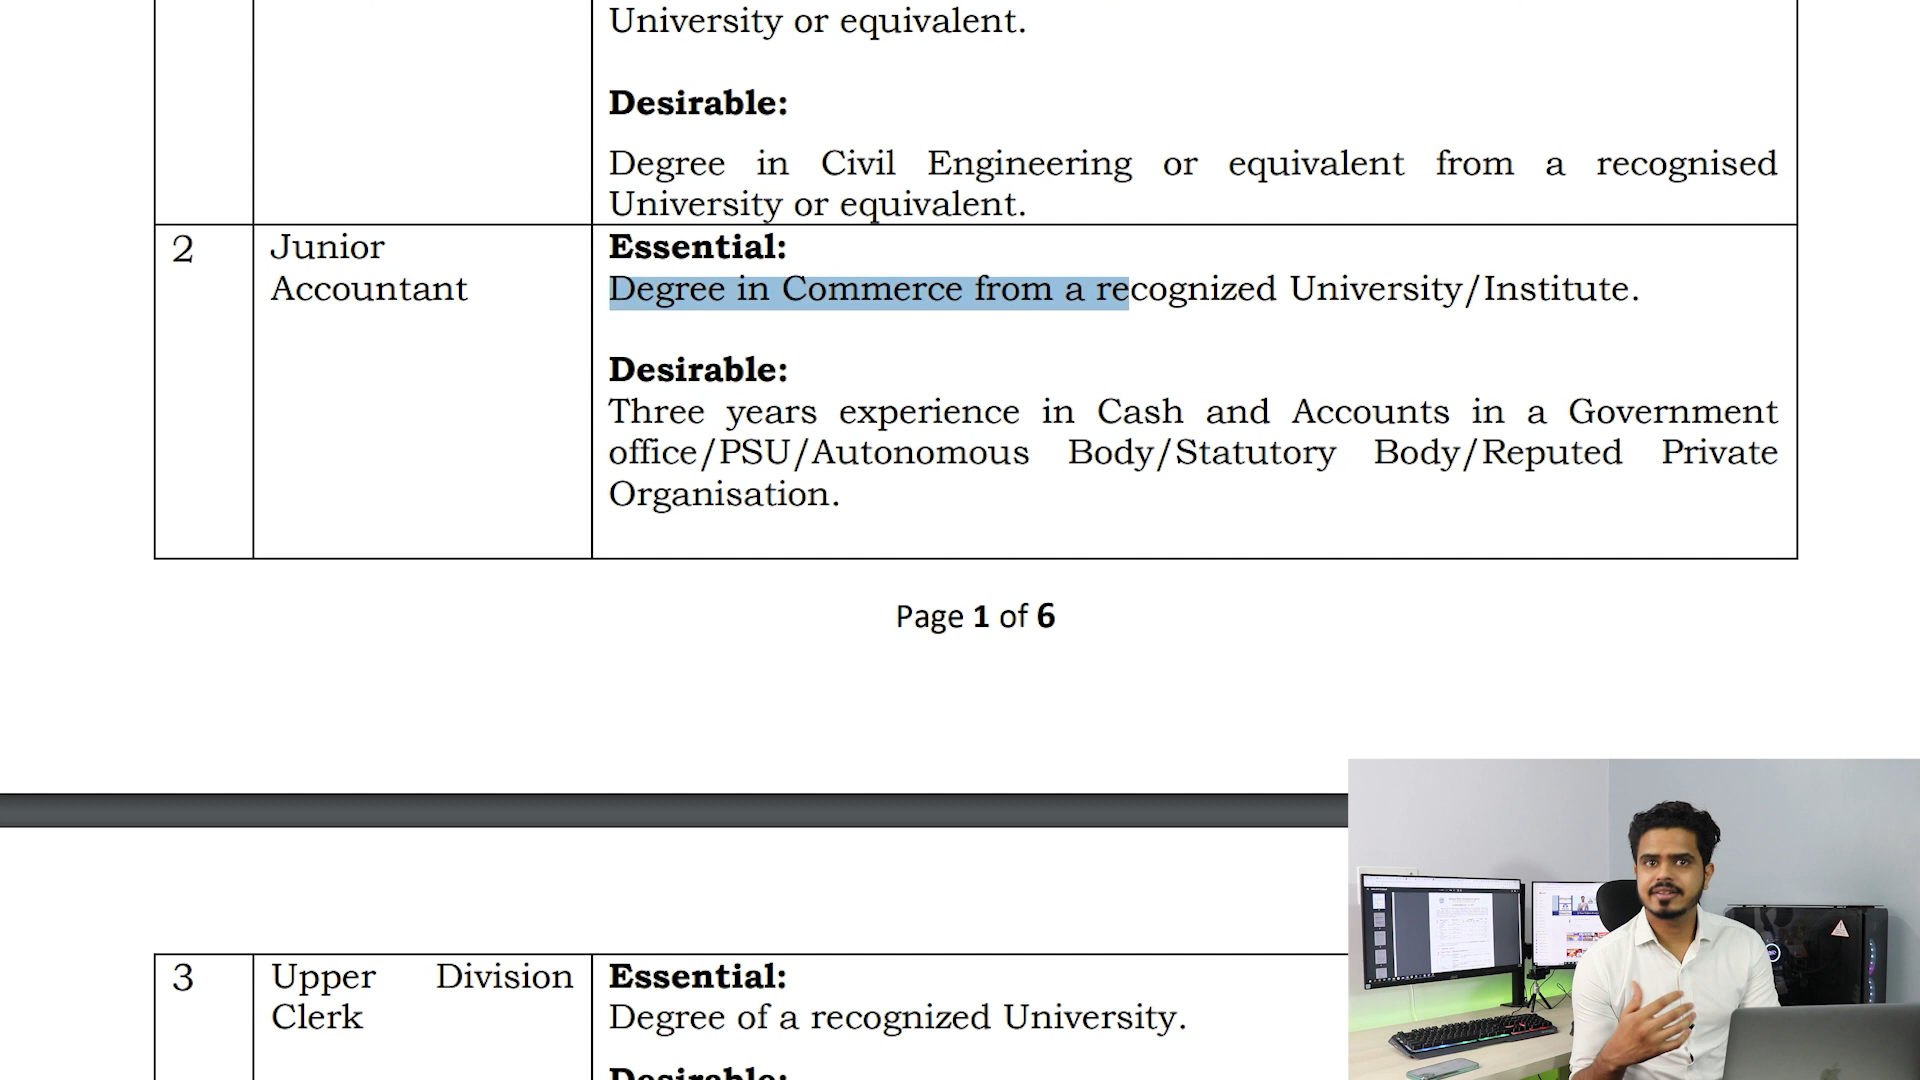 University or equivalent.
Desirable:
Degree in Civil Engineering or equivalent from a recognised
University or equivalent.
2
Junior
Accountant
Essential:
Degree in Commerce from a recognized University/Institute.
Desirable:
Three years experience in Cash and Accounts in a Government
office/PSU/Autonomous Body/Statutory Body/Reputed Private
Organisation.
Page 1 of 6
3
Upper Division
Clerk
Essential:
Degree of a recognized University.
Desirable: